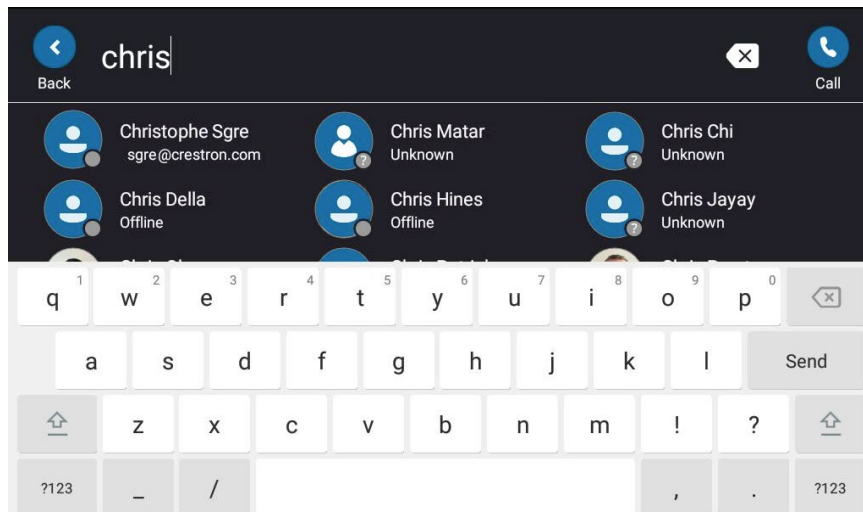 chris
Back
Call
Christophe Sgre
sgre@crestron.com
Chris Matar
Unknown
Chris Chi
Unknown
Chris Della
Offline
Chris Hines
Offline
Chris Jayay
Unknown
q 1 w 2 e 3 r 4 t 5 y 6 u 7 i 8 o 9 p 0
a s d f g h j k l Send
z x c v b n m ! ?
?123 _ / , . ?123